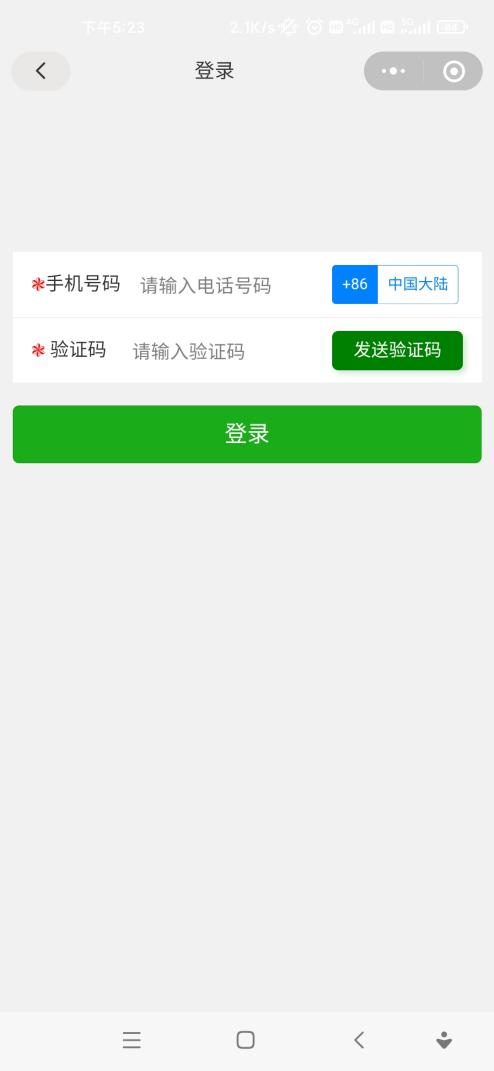 下午5:23 2.1K/s 4G 5G
登录
手机号码 请输入电话号码 +86 中国大陆
验证码 请输入验证码 发送验证码
登录